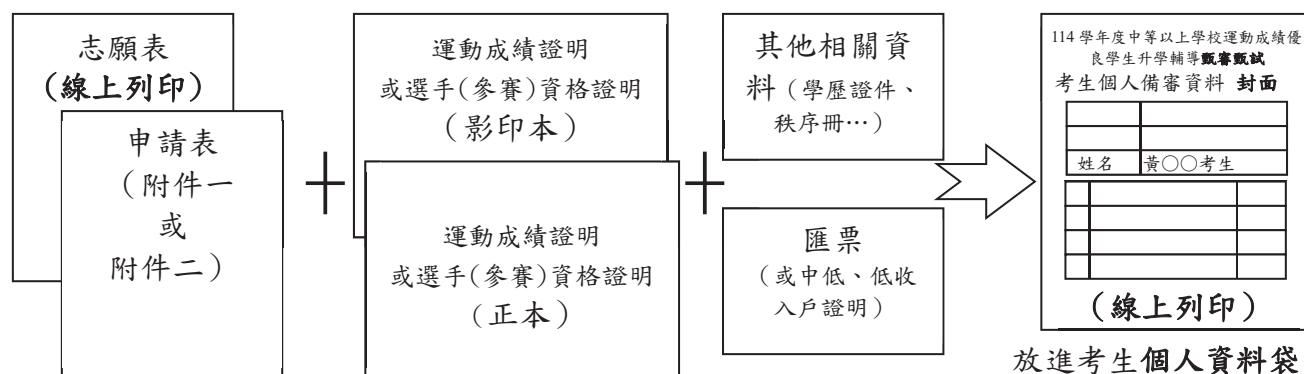 志願表
(線上列印)
申請表
(附件一
或
附件二)
運動成績證明
或選手(參賽)資格證明
(影印本)
運動成績證明
或選手(參賽)資格證明
(正本)
其他相關資
料(學歷證件、
秩序冊…)
匯票
(或中低、低收
入戶證明)
114 學年度中等以上學校運動成績優
良學生升學輔導甄審甄試
考生個人備審資料 封面
姓名 黃○○考生
(線上列印)
放進考生個人資料袋